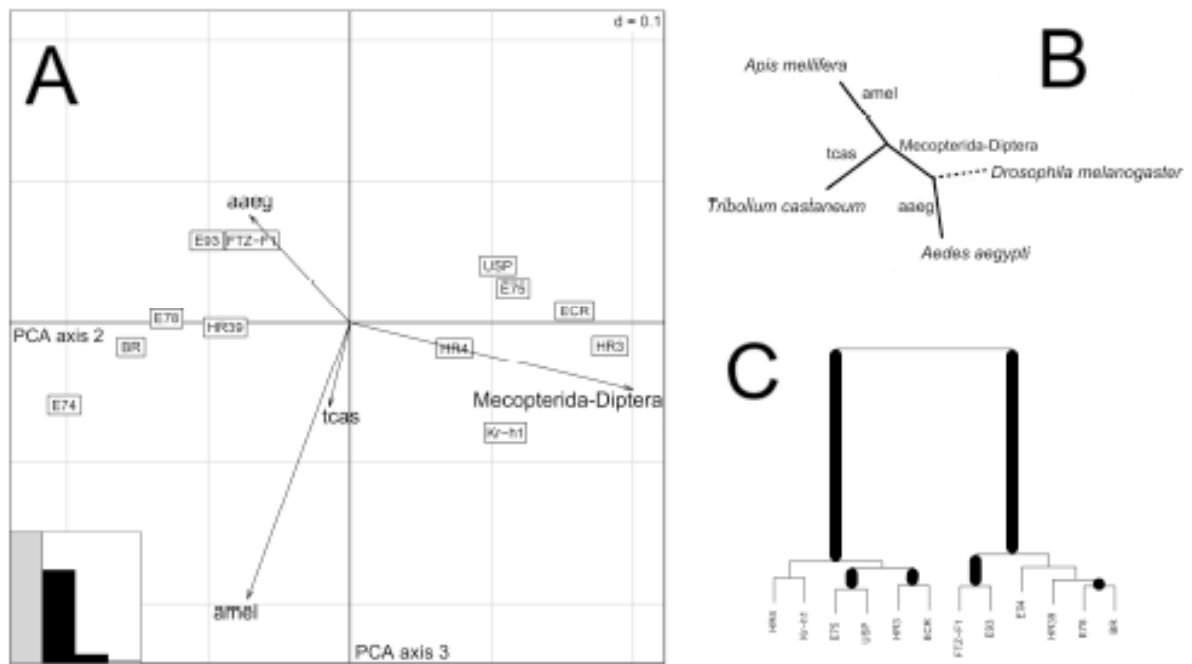 A
d = 0.1
aaeg
E93
FTZ-F1
USP
E75
E78
HR39
ECR
PCA axis 2
BR
HR4
HR3
E74
tcas
Mecopterida-Diptera
Kr-h1
amel
PCA axis 3
B
Apis mellifera
amel
Mecopterida-Diptera
tcas
Drosophila melanogaster
Tribolium castaneum
aaeg
Aedes aegypti
C
HR4
Kr-h1
E75
USP
HR3
ECR
FTZ-F1
E93
E74
HR39
E78
BR